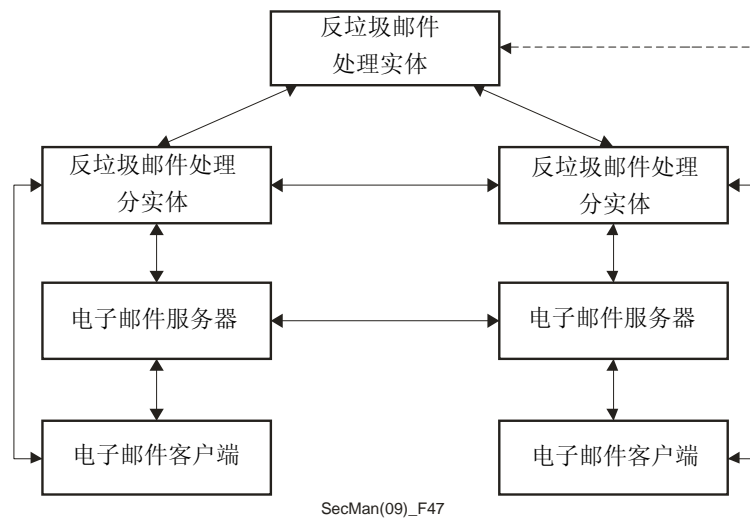 反垃圾邮件
处理实体
反垃圾邮件处理
分实体
反垃圾邮件处理
分实体
电子邮件服务器
电子邮件服务器
电子邮件客户端
电子邮件客户端
SecMan(09)_F47